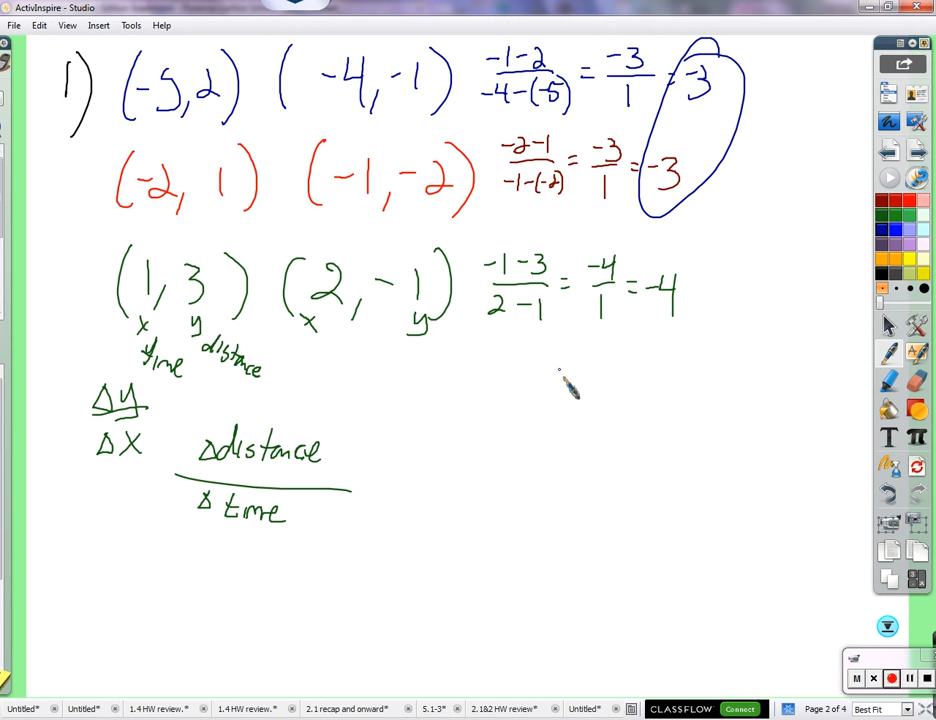 ActivInspire - Studio
File Edit View Insert Tools Help
1) (-5,2) (-4,-1) -1-2/-4-(-5) = -3/1 = -3
(-2, 1) (-1,-2) -2-1/-1-(-2) = -3/1 = -3
(1,3) (2,-1) -1-3/2-1 = -4/1 = -4
x y x y
time distance
Δy/Δx
Δdistance/Δ time
M
Untitled* Untitled* 1.4 HW review.* 1.4 HW review.* 2.1 recap and onward* 5.1-3* 2.1&2 HW review* Untitled* CLASSFLOW Connect Page 2 of 4 Best Fit